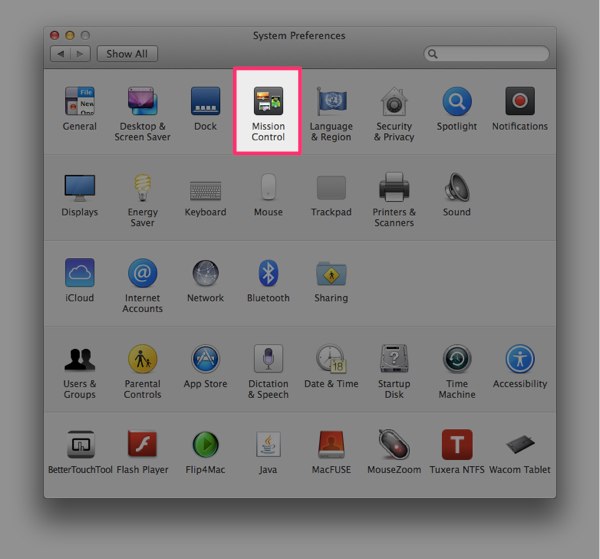 System Preferences
Show All
General
Desktop &
Screen Saver
Dock
Mission
Control
Language
& Region
Security
& Privacy
Spotlight
Notifications
Displays
Energy
Saver
Keyboard
Mouse
Trackpad
Printers &
Scanners
Sound
iCloud
Internet
Accounts
Network
Bluetooth
Sharing
Users &
Groups
Parental
Controls
App Store
Dictation
& Speech
Date & Time
Startup
Disk
Time
Machine
Accessibility
BetterTouchTool
Flash Player
Flip4Mac
Java
MacFUSE
MouseZoom
Tuxera NTFS
Wacom Tablet
File
New
18
T